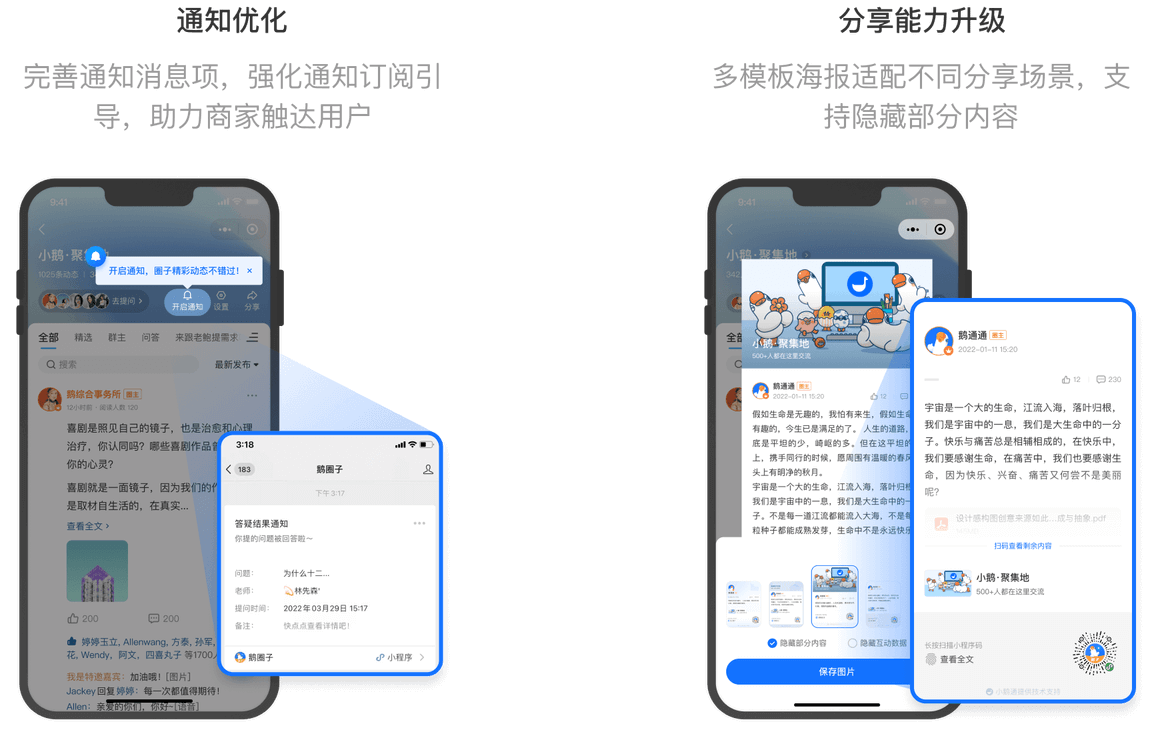 通知优化
完善通知消息项，强化通知订阅引
导，助力商家触达用户
9:41
小鹅·聚
1025条动态
开启通知，圈子精彩动态不错过！ ×
去提问 >
开启通知
设置
分享
全部 精选 群主 问答 来跟老鲍提需求
搜索
最新发布
鹅综合事务所 圈主
12小时前·阅读人数 120
喜剧是照见自己的镜子，也是治愈和心理
治疗，你认同吗？哪些喜剧作品
你的心灵？
喜剧就是一面镜子，因为我们的
是取材自生活的，在真实...
查看全文 >
200 200
婷婷玉立, Allenwang, 方泰, 孙军,
花, Wendy，阿文，四喜丸子 等1700
我是特邀嘉宾：加油哦！[图片]
Jackey 回复 婷婷：每一次都值得期待！
Allen：亲爱的你们，你好~[语音]
3:18
183
鹅圈子
下午 3:17
答疑结果通知
你提的问题被回答啦～
问题： 为什么十二...
老师： 林先森'
提问时间： 2022年03月29日 15:17
备注： 快点点查看详情吧!
鹅圈子
小程序 >
分享能力升级
多模板海报适配不同分享场景，支
持隐藏部分内容
9:41
小鹅·聚集地
342
全部
小鹅·聚集地
500+人都在这里交流
鹅通通 圈主
2022-01-11 15:20
12
假如生命是无趣的，我怕有来生，假如生命
有趣的，今生已是满足的了。 人生的道路，
底是平坦的少，崎岖的多。但在这平坦的
上，携手同行的时候，愿周围有温暖的春风
头上有明净的秋月。
宇宙是一个大的生命，江流入海，落叶归
我们是宇宙中的一息，我们是大生命中的一
子。不是每一道江流都能流入大海，不是每
粒种子都能成熟发芽，生命中不是永远快乐
隐藏部分内容
隐藏互动数据
保存图片
鹅通通 圈主
2022-01-11 15:20
12 230
宇宙是一个大的生命，江流入海，落叶归根，
我们是宇宙中的一息，我们是大生命中的一分
子。快乐与痛苦总是相辅相成的，在快乐中，
我们要感谢生命，在痛苦中，我们也要感谢生
命，因为快乐、兴奋、痛苦又何尝不是美丽
呢？
设计感构图创意来源如此...成与抽象.pdf
扫码查看剩余内容
小鹅·聚集地
500+人都在这里交流
长按扫描小程序码
查看全文
小鹅通提供技术支持